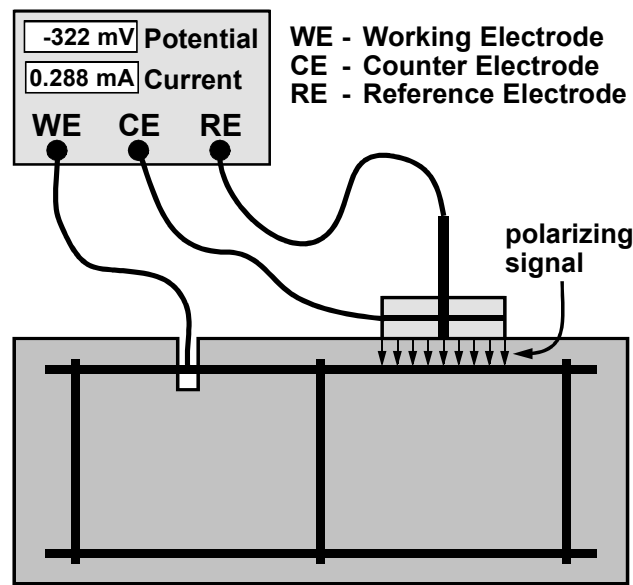 -322 mV Potential
0.288 mA Current
WE CE RE
WE - Working Electrode
CE - Counter Electrode
RE - Reference Electrode
polarizing
signal